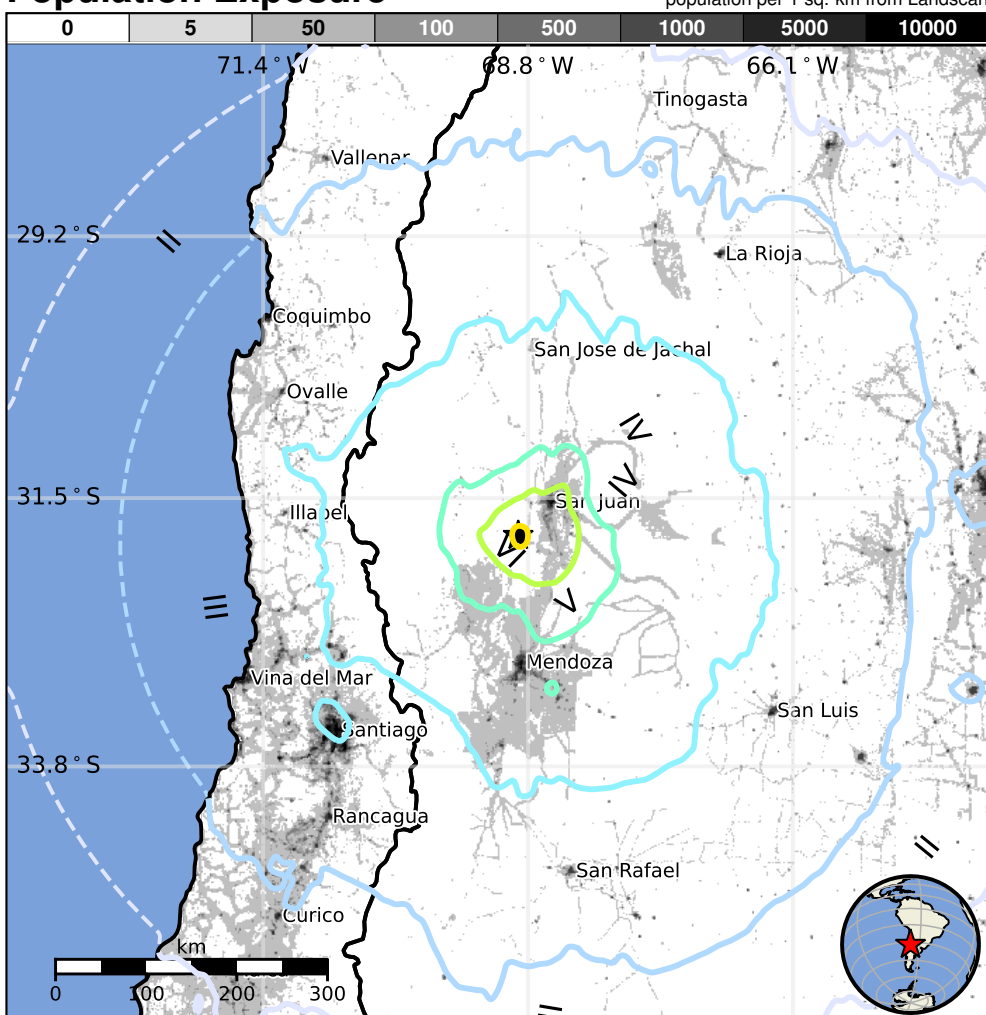 Population Exposure
population per 1 sq. km from Landscan
0 5 50 100 500 1000 5000 10000
71.4°W 68.8°W 66.1°W
Tinogasta
Vallenar
29.2°S
II
La Rioja
Coquimbo
San Jose de Jachal
Ovalle
IV
IV
31.5°S
San Juan
Illapel
III
V
Mendoza
Vina del Mar
San Luis
Santiago
33.8°S
Rancagua
II
San Rafael
Curico
km
0 100 200 300
II